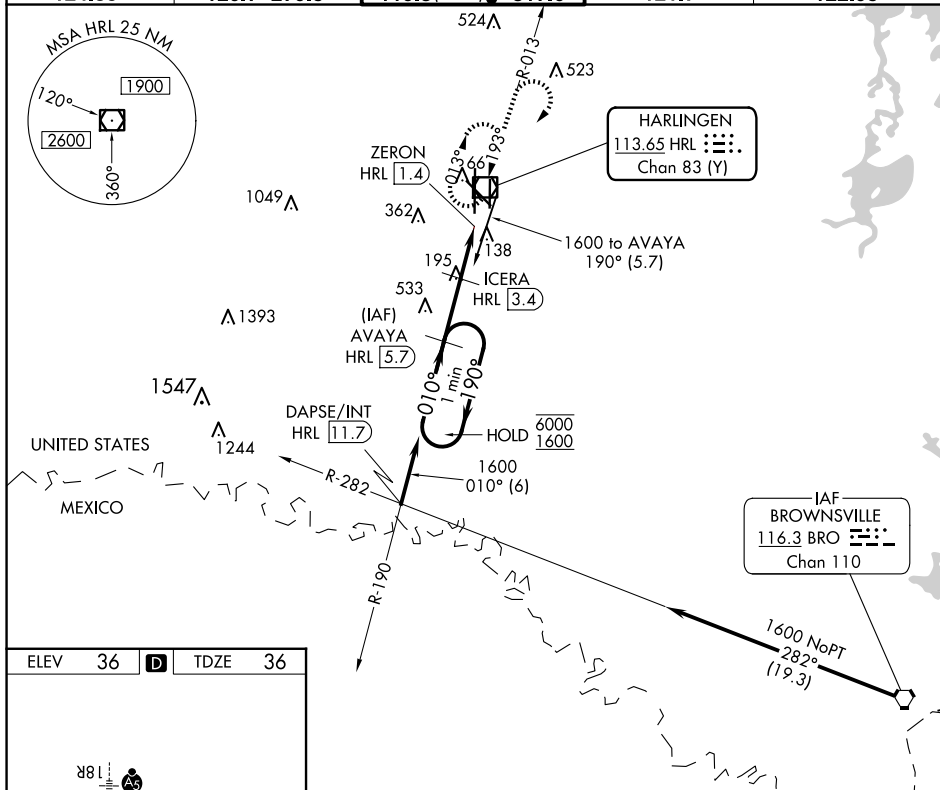 MSA HRL 25 NM
1900
120°
2600
360°
524
R-013
523
HARLINGEN
113.65 HRL
Chan 83 (Y)
ZERON
HRL 1.4
013°
193°
66
1049
362
138
1600 to AVAYA
190° (5.7)
195
ICERA
HRL 3.4
533
(IAF)
AVAYA
HRL 5.7
1393
010°
1 min
190°
1547
1244
DAPSE/INT
HRL 11.7
HOLD
6000
1600
UNITED STATES
MEXICO
R-282
1600
010° (6)
IAF
BROWNSVILLE
116.3 BRO
Chan 110
R-190
1600 NoPT
282°
(19.3)
ELEV 36 D TDZE 36
18R
A5